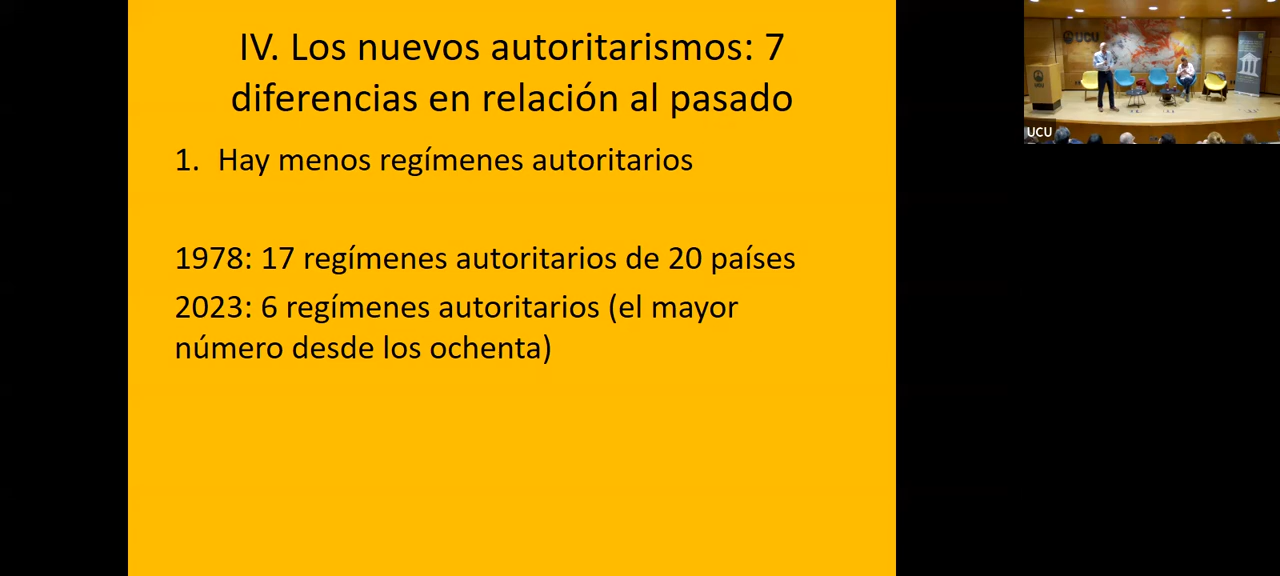 IV. Los nuevos autoritarismos: 7
diferencias en relación al pasado
1. Hay menos regímenes autoritarios
1978: 17 regímenes autoritarios de 20 países
2023: 6 regímenes autoritarios (el mayor
número desde los ochenta)
UCU
UCU